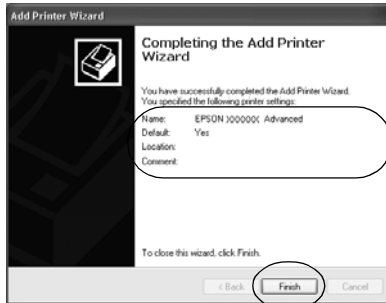 Add Printer Wizard
Completing the Add Printer
Wizard
You have successfully completed the Add Printer Wizard.
You specified the following printer settings:
Name: EPSON XXXXXX Advanced
Default: Yes
Location:
Comment:
To close this wizard, click Finish.
< Back Finish Cancel